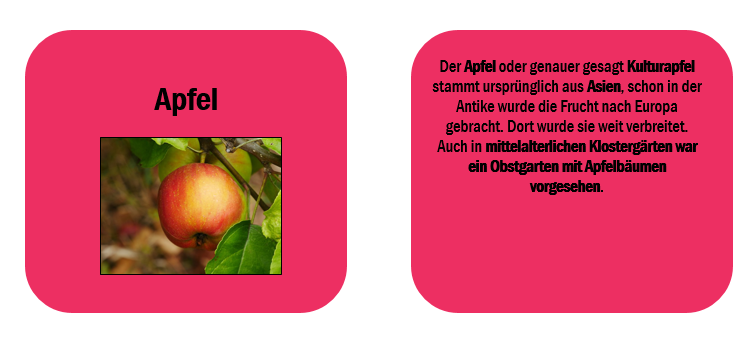 Apfel
Der Apfel oder genauer gesagt Kulturapfel
stammt ursprünglich aus Asien, schon in der
Antike wurde die Frucht nach Europa
gebracht. Dort wurde sie weit verbreitet.
Auch in mittelalterlichen Klostergärten war
ein Obstgarten mit Apfelbäumen
vorgesehen.